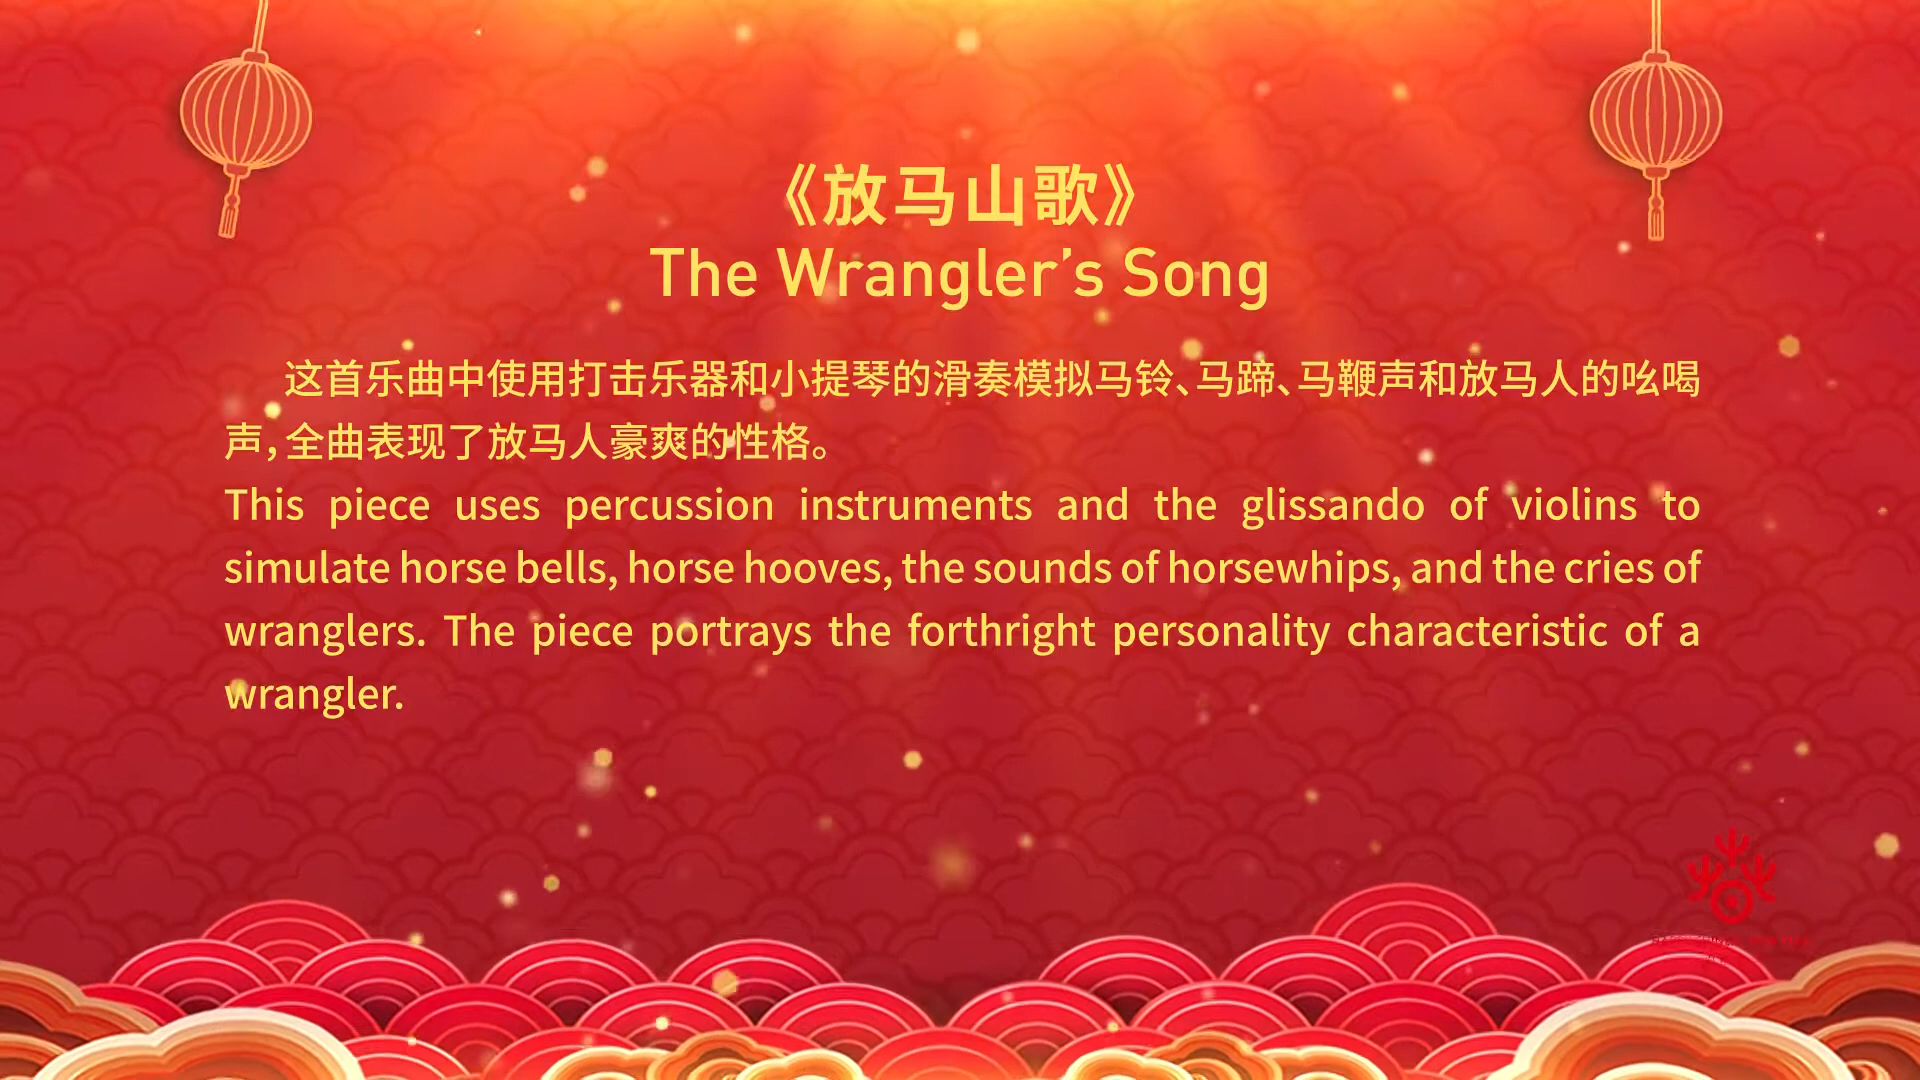 《放马山歌》
The Wrangler’s Song
这首乐曲中使用打击乐器和小提琴的滑奏模拟马铃、马蹄、马鞭声和放马人的吆喝
声，全曲表现了放马人豪爽的性格。
This piece uses percussion instruments and the glissando of violins to
simulate horse bells, horse hooves, the sounds of horsewhips, and the cries of
wranglers. The piece portrays the forthright personality characteristic of a
wrangler.